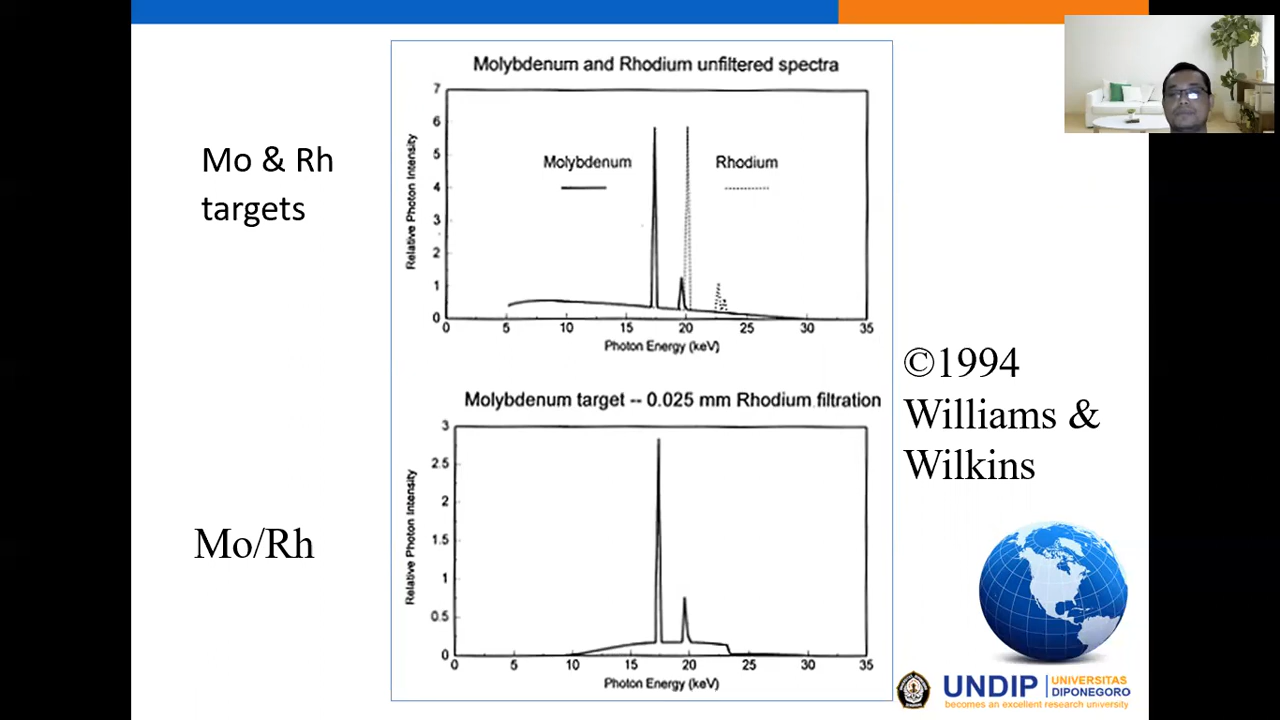 Mo & Rh
targets
Molybdenum and Rhodium unfiltered spectra
Relative Photon Intensity
7
6
5
4
3
2
1
0
Molybdenum
Rhodium
0 5 10 15 20 25 30 35
Photon Energy (keV)
Mo/Rh
Molybdenum target -- 0.025 mm Rhodium filtration
Relative Photon Intensity
3
2.5
2
1.5
1
0.5
0
0 5 10 15 20 25 30 35
Photon Energy (keV)
©1994
Williams &
Wilkins
UNDIP
UNIVERSITAS
DIPONEGORO
becomes an excellent research university